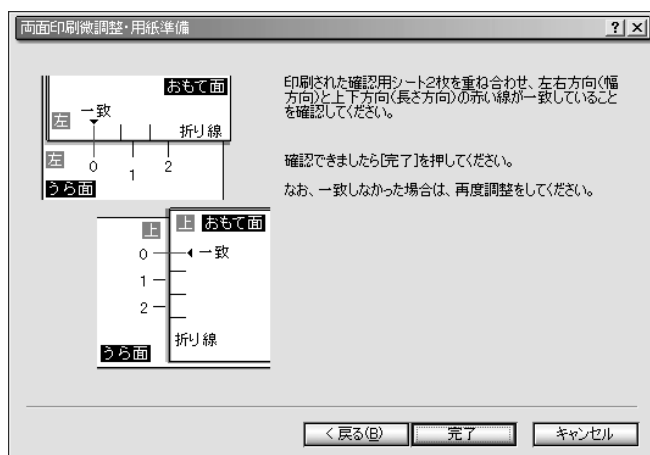 両面印刷微調整・用紙準備
おもて面
左
一致
折り線
左
0
1
2
うら面
上
上
おもて面
0
一致
1
2
折り線
うら面
印刷された確認用シート2枚を重ね合わせ、左右方向(幅
方向)と上下方向(長さ方向)の赤い線が一致していること
を確認してください。
確認できましたら[完了]を押してください。
なお、一致しなかった場合は、再度調整をしてください。
< 戻る(B)
完了
キャンセル